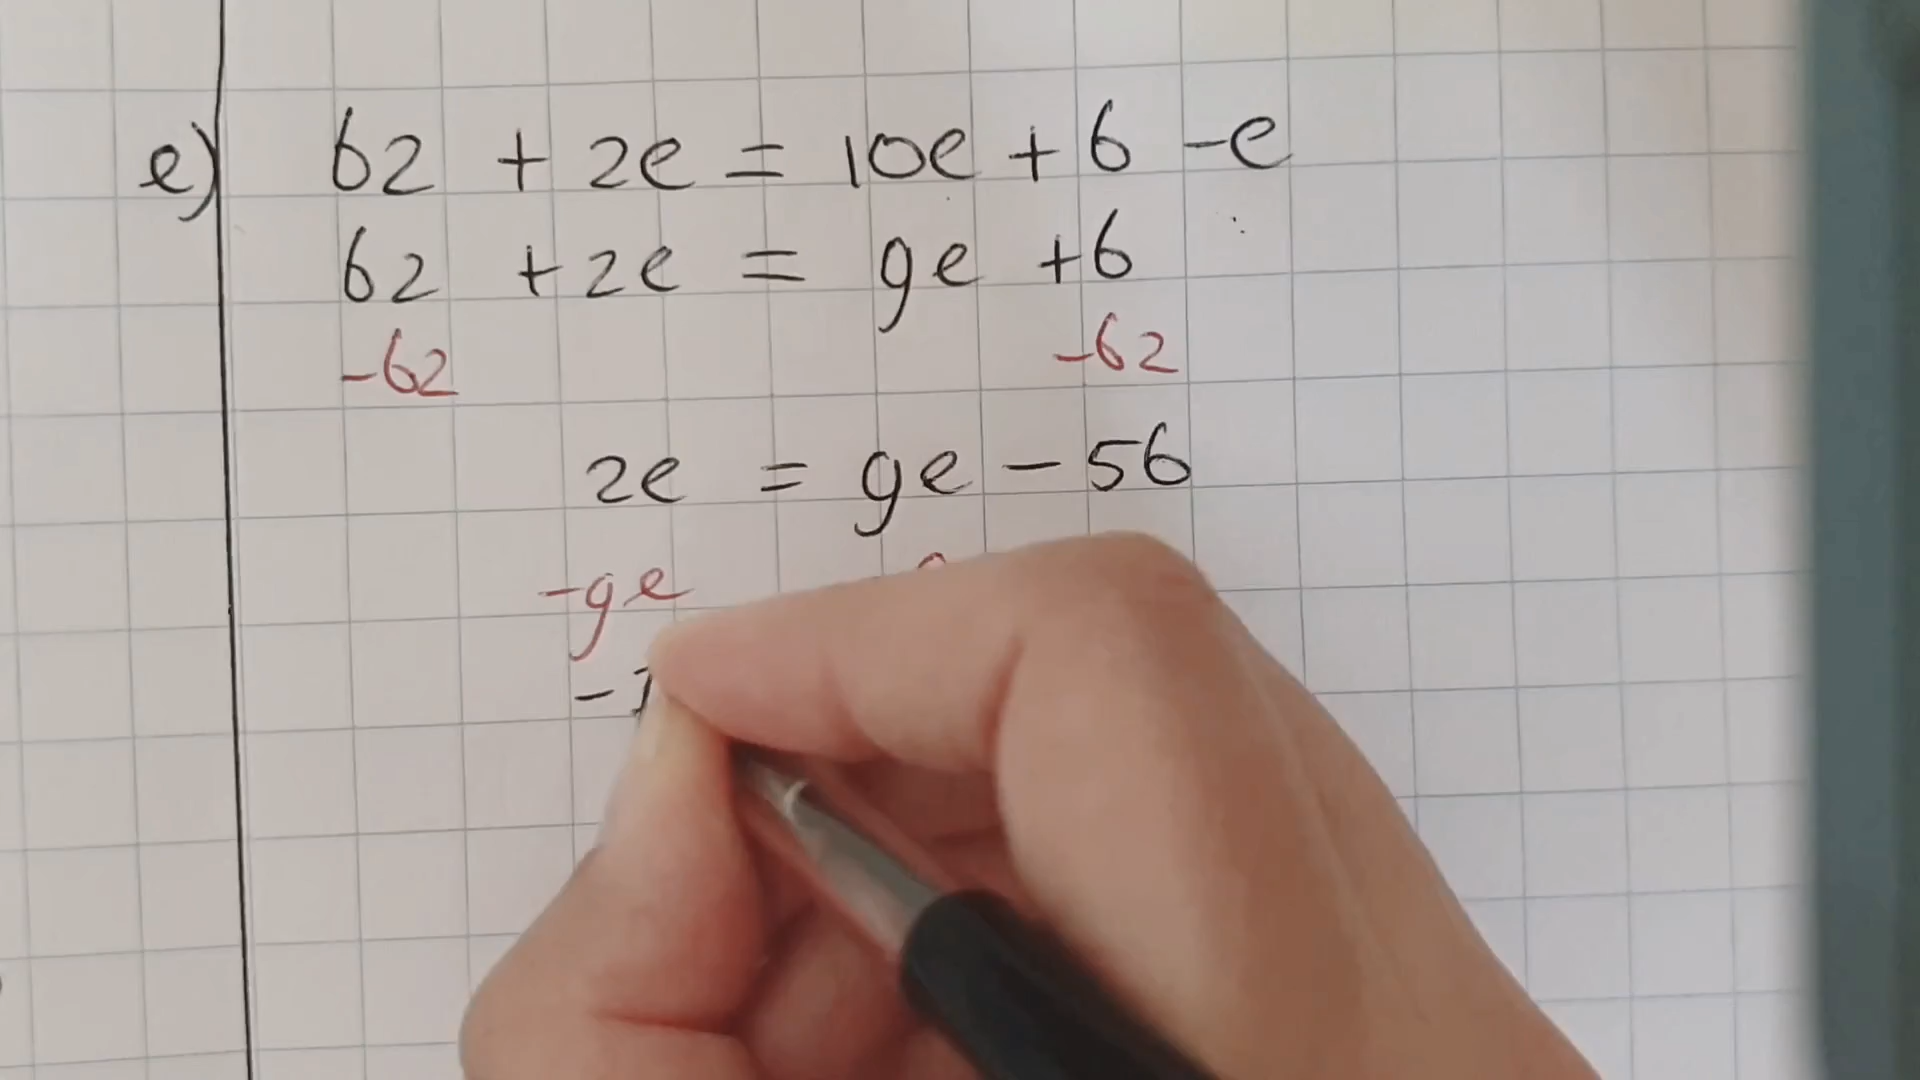 e) 62 + 2e = 10e + 6 - e
62 + 2e = 9e + 6
-62 -62
2e = 9e - 56
-9e
-